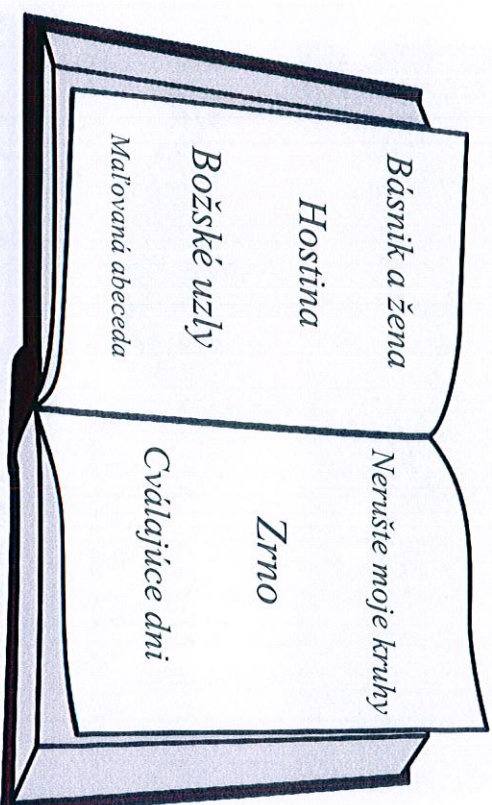 Básnik a žena
Hostina
Božské uzly
Maľovaná abeceda
Nerušte moje kruhy
Zrno
Cválajúce dni